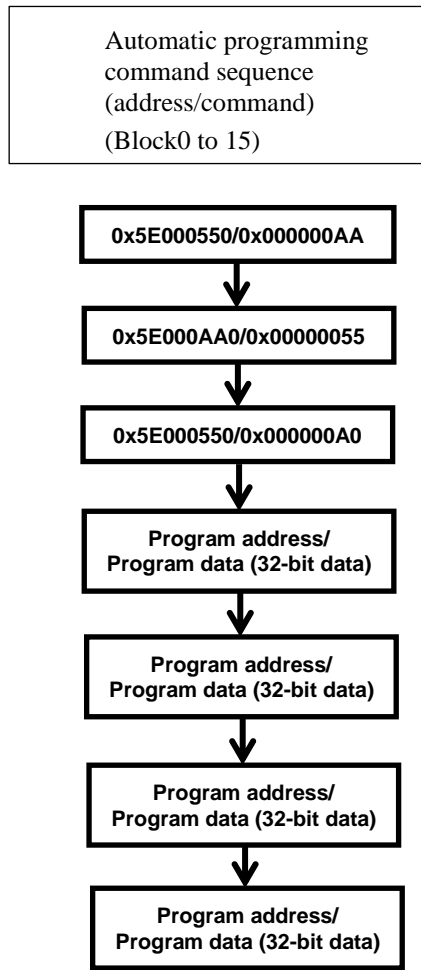 Automatic programming
command sequence
(address/command)
(Block0 to 15)
0x5E000550/0x000000AA
0x5E000AA0/0x00000055
0x5E000550/0x000000A0
Program address/
Program data (32-bit data)
Program address/
Program data (32-bit data)
Program address/
Program data (32-bit data)
Program address/
Program data (32-bit data)